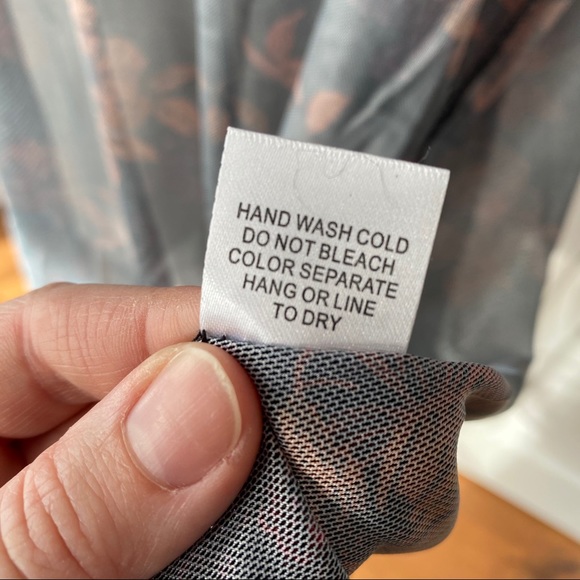 HAND WASH COLD
DO NOT BLEACH
COLOR SEPARATE
HANG OR LINE
TO DRY